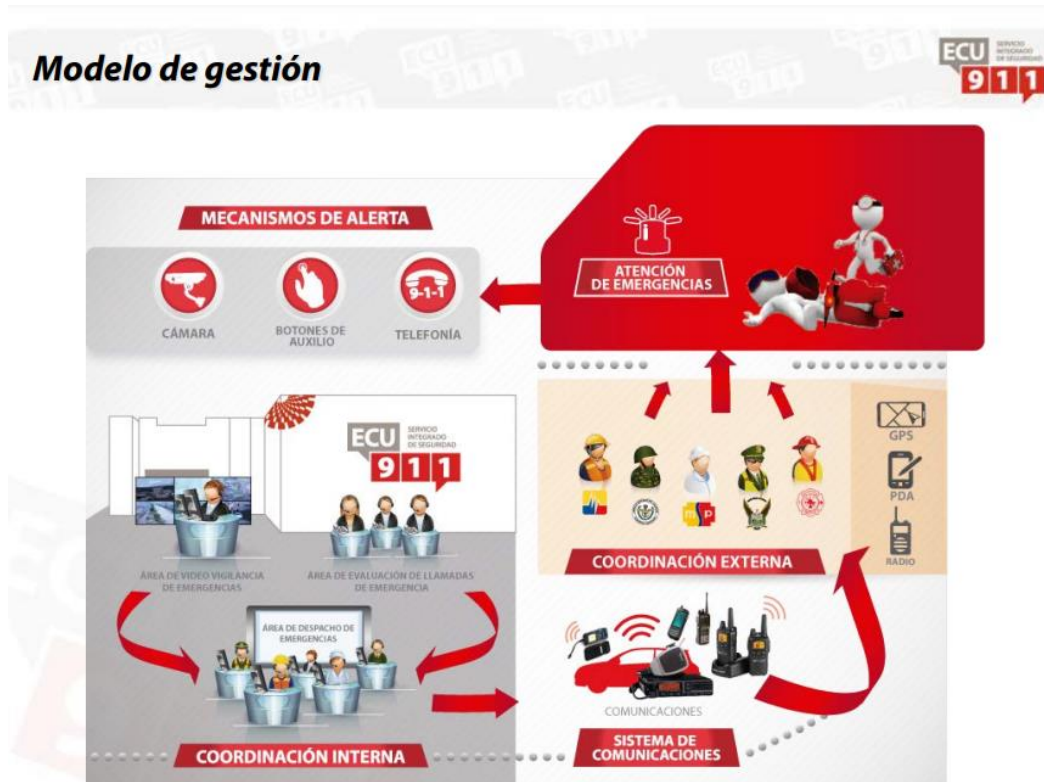 Modelo de gestión
ECU
911
SERVICIO
INTEGRADO
DE SEGURIDAD
MECANISMOS DE ALERTA
CÁMARA
BOTONES DE
AUXILIO
9-1-1
TELEFONÍA
ATENCIÓN
DE EMERGENCIAS
ECU
911
SERVICIO
INTEGRADO
DE SEGURIDAD
GPS
PDA
RADIO
mp
COORDINACIÓN EXTERNA
ÁREA DE VIDEO VIGILANCIA
DE EMERGENCIAS
ÁREA DE EVALUACIÓN DE LLAMADAS
DE EMERGENCIA
ÁREA DE DESPACHO DE
EMERGENCIAS
COORDINACIÓN INTERNA
COMUNICACIONES
SISTEMA DE
COMUNICACIONES